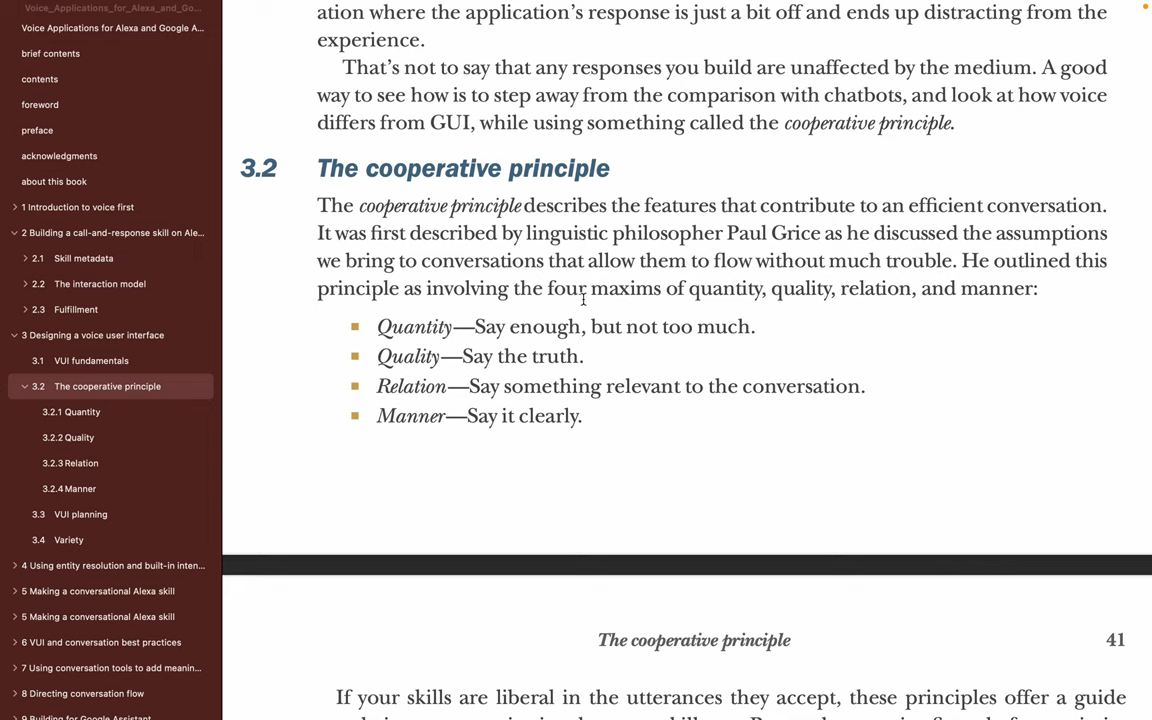 Voice_Applications_for_Alexa_and_Go...
Voice Applications for Alexa and Google A...
brief contents
contents
foreword
preface
acknowledgments
about this book
1 Introduction to voice first
2 Building a call-and-response skill on Ale...
2.1 Skill metadata
2.2 The interaction model
2.3 Fulfillment
3 Designing a voice user interface
3.1 VUI fundamentals
3.2 The cooperative principle
3.2.1 Quantity
3.2.2 Quality
3.2.3 Relation
3.2.4 Manner
3.3 VUI planning
3.4 Variety
4 Using entity resolution and built-in inten...
5 Making a conversational Alexa skill
5 Making a conversational Alexa skill
6 VUI and conversation best practices
7 Using conversation tools to add meanin...
8 Directing conversation flow
9 Building for Google Assistant
ation where the application's response is just a bit off and ends up distracting from the
experience.
That's not to say that any responses you build are unaffected by the medium. A good
way to see how is to step away from the comparison with chatbots, and look at how voice
differs from GUI, while using something called the cooperative principle.
3.2 The cooperative principle
The cooperative principle describes the features that contribute to an efficient conversation.
It was first described by linguistic philosopher Paul Grice as he discussed the assumptions
we bring to conversations that allow them to flow without much trouble. He outlined this
principle as involving the four maxims of quantity, quality, relation, and manner:
Quantity—Say enough, but not too much.
Quality—Say the truth.
Relation—Say something relevant to the conversation.
Manner—Say it clearly.
The cooperative principle 41
If your skills are liberal in the utterances they accept, these principles offer a guide